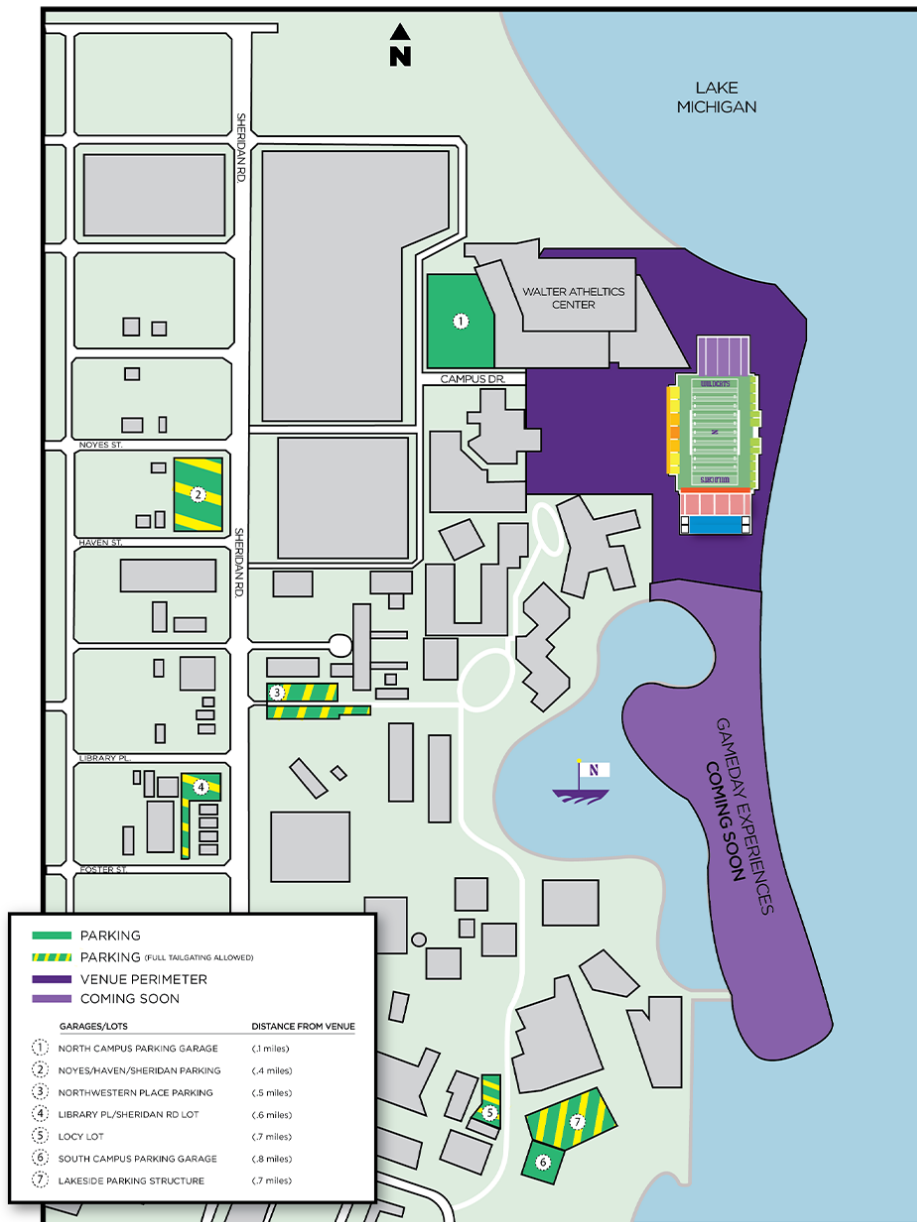 N
LAKE
MICHIGAN
SHERIDAN RD.
WALTER ATHELTICS
CENTER
1
CAMPUS DR.
WILDCATS
N
WILDCATS
NOYES ST.
2
HAVEN ST.
SHERIDAN RD.
3
LIBRARY PL.
4
N
GAMEDAY EXPERIENCES
COMING SOON
FOSTER ST.
PARKING
PARKING (FULL TAILGATING ALLOWED)
VENUE PERIMETER
COMING SOON
GARAGES/LOTS DISTANCE FROM VENUE
1 NORTH CAMPUS PARKING GARAGE (.1 miles)
2 NOYES/HAVEN/SHERIDAN PARKING (.4 miles)
3 NORTHWESTERN PLACE PARKING (.5 miles)
4 LIBRARY PL/SHERIDAN RD LOT (.6 miles)
5 LOCY LOT (.7 miles)
6 SOUTH CAMPUS PARKING GARAGE (.8 miles)
7 LAKESIDE PARKING STRUCTURE (.7 miles)
5
7
6